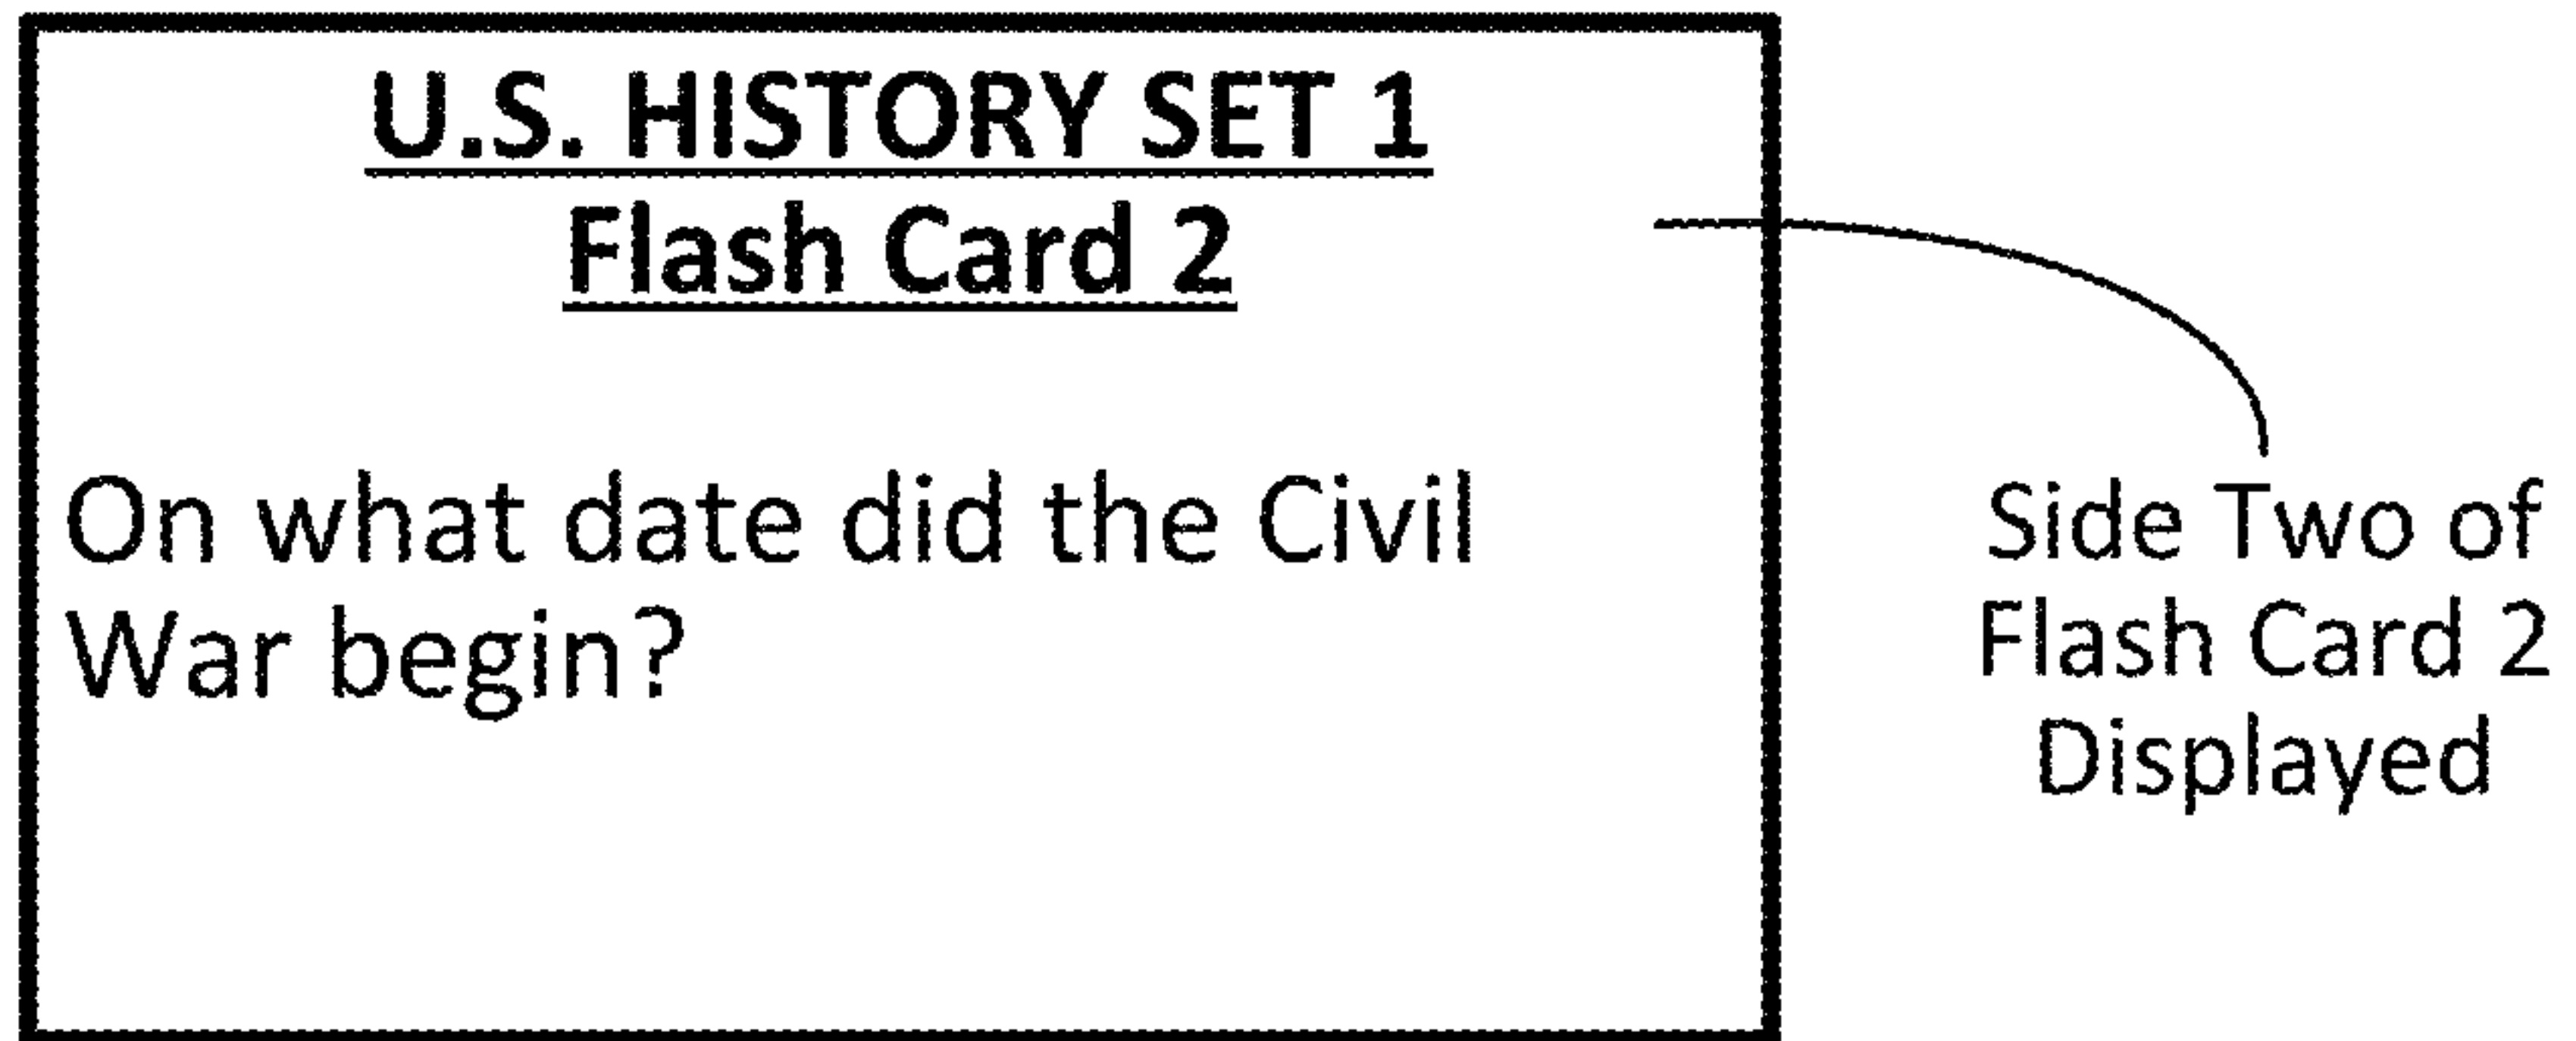 U.S. HISTORY SET 1
Flash Card 2
On what date did the Civil
War begin?
Side Two of
Flash Card 2
Displayed